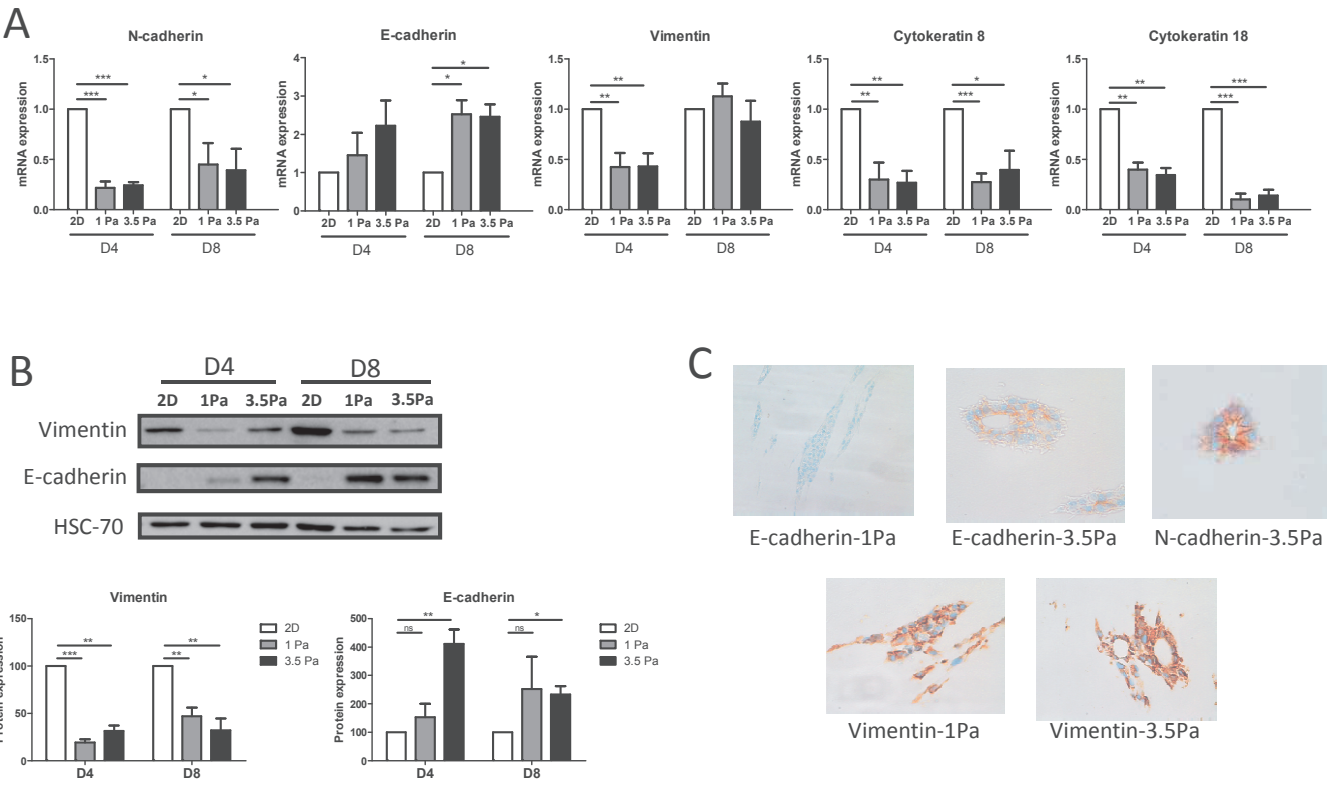 A
N-cadherin
mRNA expression
1.5
1.0
0.5
0.0
***
***
*
*
2D 1 Pa 3.5 Pa 2D 1 Pa 3.5 Pa
D4 D8
E-cadherin
mRNA expression
4
3
2
1
0
*
*
2D 1 Pa 3.5 Pa 2D 1 Pa 3.5 Pa
D4 D8
Vimentin
mRNA expression
1.5
1.0
0.5
0.0
**
**
2D 1 Pa 3.5 Pa 2D 1 Pa 3.5 Pa
D4 D8
Cytokeratin 8
mRNA expression
1.5
1.0
0.5
0.0
**
**
*
***
2D 1 Pa 3.5 Pa 2D 1 Pa 3.5 Pa
D4 D8
Cytokeratin 18
mRNA expression
1.5
1.0
0.5
0.0
**
**
***
***
2D 1 Pa 3.5 Pa 2D 1 Pa 3.5 Pa
D4 D8
B
D4 D8
2D 1Pa 3.5Pa 2D 1Pa 3.5Pa
Vimentin
E-cadherin
HSC-70
Vimentin
Protein expression
150
100
50
0
**
***
**
**
D4 D8
2D
1 Pa
3.5 Pa
E-cadherin
Protein expression
500
400
300
200
100
0
**
ns
*
ns
D4 D8
2D
1 Pa
3.5 Pa
C
E-cadherin-1Pa
E-cadherin-3.5Pa
N-cadherin-3.5Pa
Vimentin-1Pa
Vimentin-3.5Pa